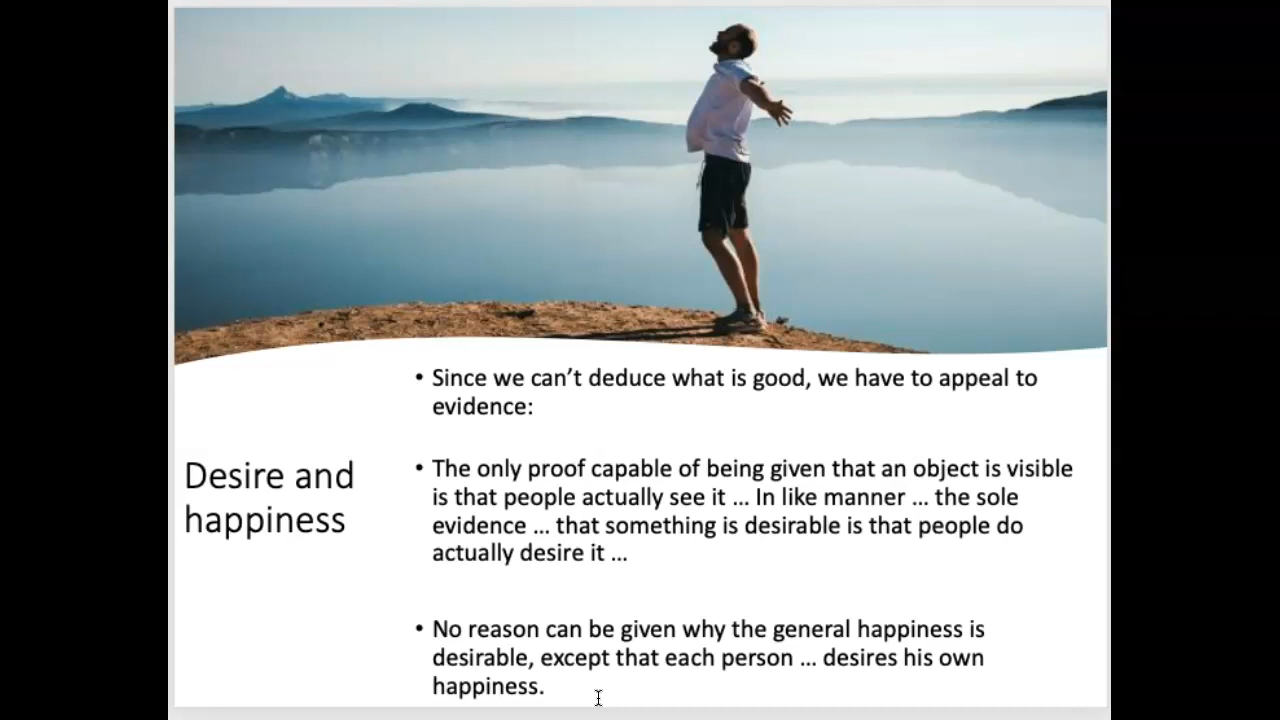 Desire and
happiness
• Since we can’t deduce what is good, we have to appeal to
evidence:
• The only proof capable of being given that an object is visible
is that people actually see it ... In like manner ... the sole
evidence ... that something is desirable is that people do
actually desire it ...
• No reason can be given why the general happiness is
desirable, except that each person ... desires his own
happiness.